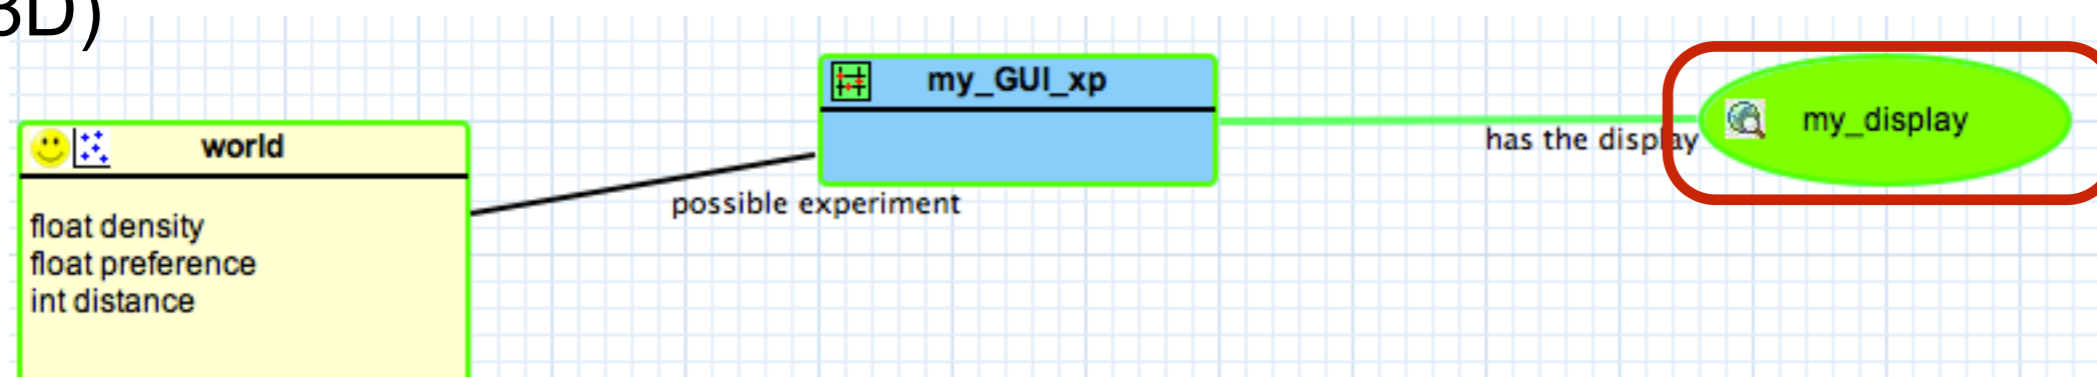 3D)
my_GUI_xp
my_display
has the display
world
possible experiment
float density
float preference
int distance